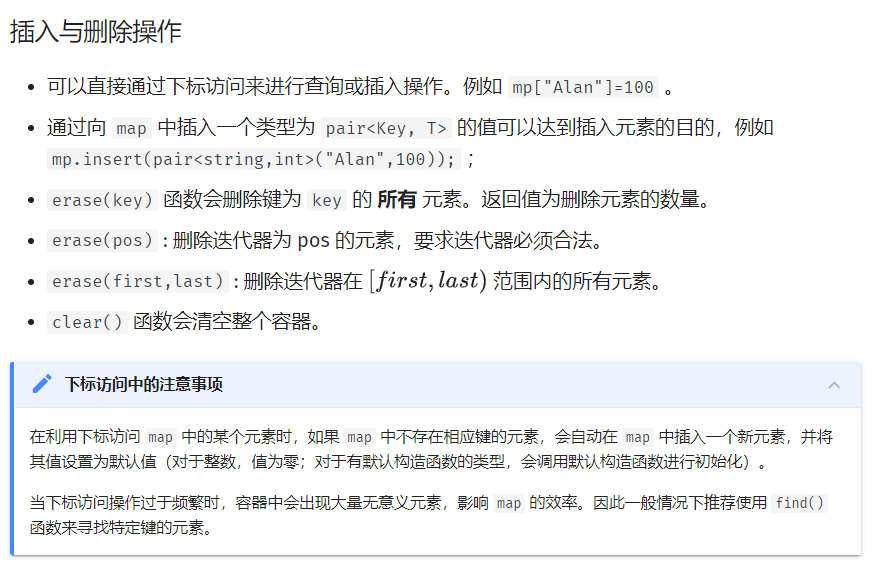 插入与删除操作
可以直接通过下标访问来进行查询或插入操作。例如 mp["Alan"]=100 。
通过向 map 中插入一个类型为 pair<Key, T> 的值可以达到插入元素的目的，例如
mp.insert(pair<string,int>("Alan",100)); ；
erase(key) 函数会删除键为 key 的 所有 元素。返回值为删除元素的数量。
erase(pos) : 删除迭代器为 pos 的元素，要求迭代器必须合法。
erase(first,last) : 删除迭代器在 [first, last) 范围内的所有元素。
clear() 函数会清空整个容器。
下标访问中的注意事项
在利用下标访问 map 中的某个元素时，如果 map 中不存在相应键的元素，会自动在 map 中插入一个新元素，并将
其值设置为默认值（对于整数，值为零；对于有默认构造函数的类型，会调用默认构造函数进行初始化）。
当下标访问操作过于频繁时，容器中会出现大量无意义元素，影响 map 的效率。因此一般情况下推荐使用 find()
函数来寻找特定键的元素。